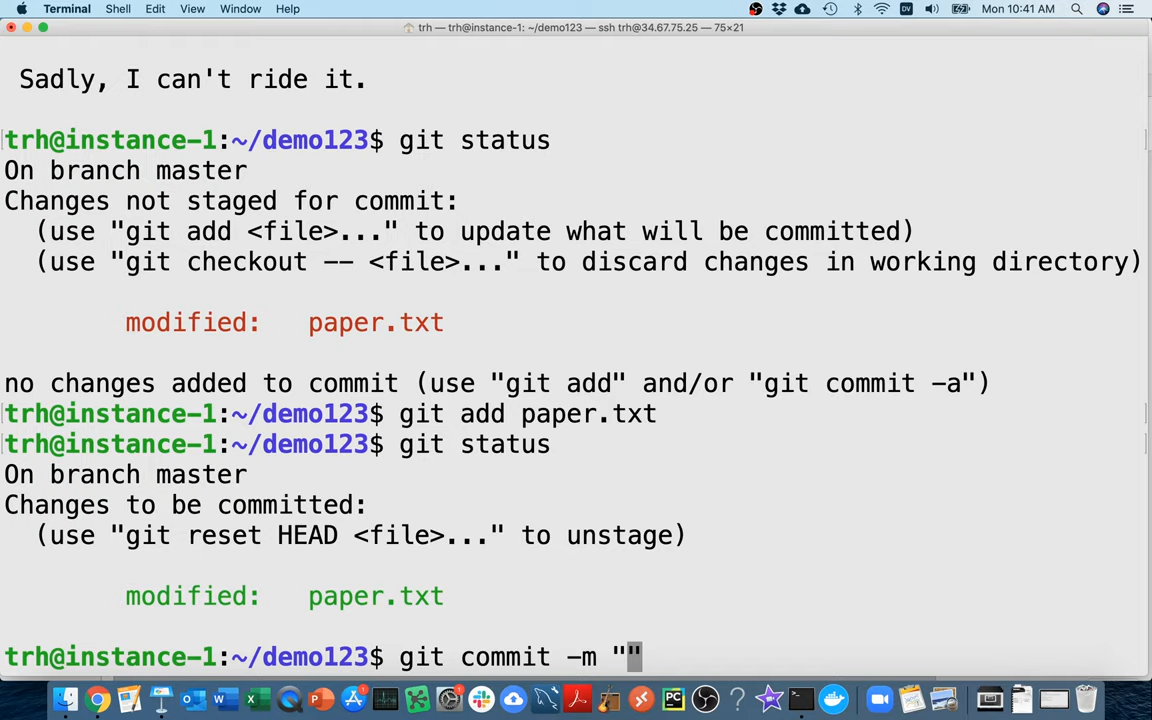 Terminal Shell Edit View Window Help Mon 10:41 AM
trh — trh@instance-1: ~/demo123 — ssh trh@34.67.75.25 — 75×21
Sadly, I can't ride it.
trh@instance-1:~/demo123$ git status
On branch master
Changes not staged for commit:
(use "git add <file>..." to update what will be committed)
(use "git checkout -- <file>..." to discard changes in working directory)
modified: paper.txt
no changes added to commit (use "git add" and/or "git commit -a")
trh@instance-1:~/demo123$ git add paper.txt
trh@instance-1:~/demo123$ git status
On branch master
Changes to be committed:
(use "git reset HEAD <file>..." to unstage)
modified: paper.txt
trh@instance-1:~/demo123$ git commit -m ""